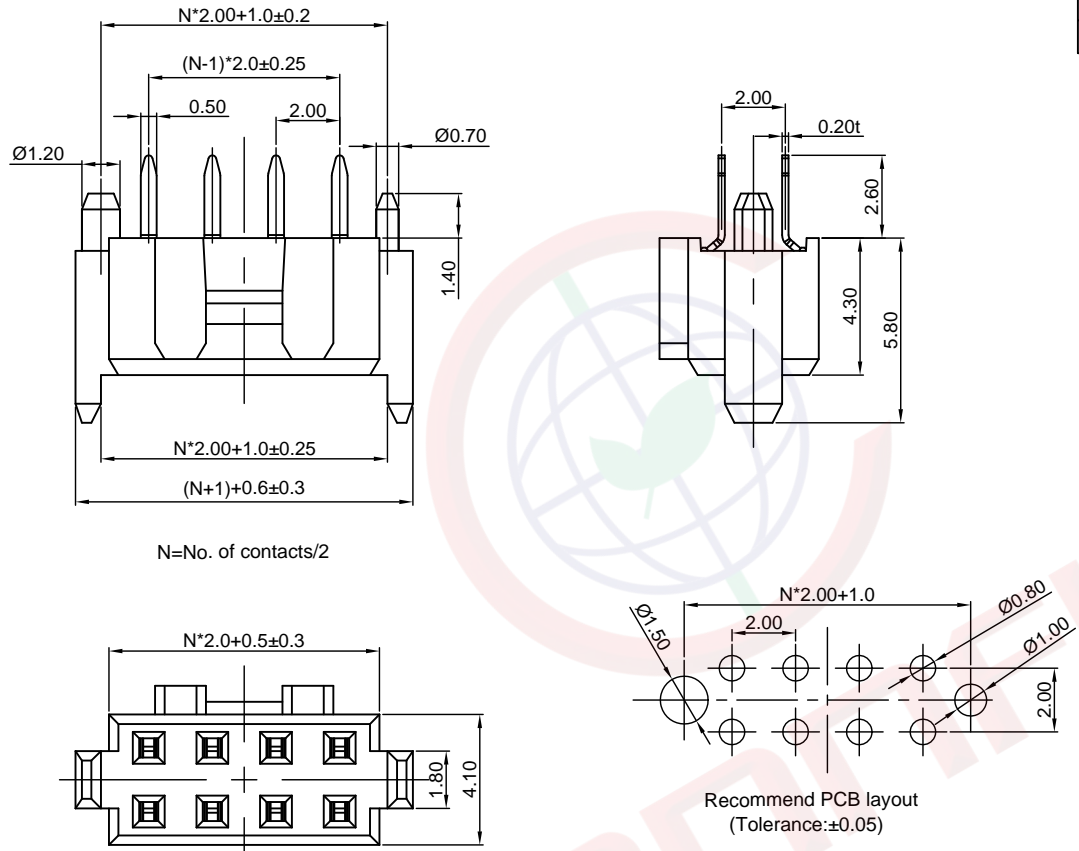 N*2.00+1.0±0.2
(N-1)*2.0±0.25
0.50
2.00
Ø1.20
Ø0.70
1.40
N*2.00+1.0±0.25
(N+1)+0.6±0.3
N=No. of contacts/2
2.00
0.20t
2.60
4.30
5.80
N*2.0+0.5±0.3
1.80
4.10
N*2.00+1.0
Ø1.50
2.00
Ø0.80
Ø1.00
2.00
Recommend PCB layout
(Tolerance:±0.05)